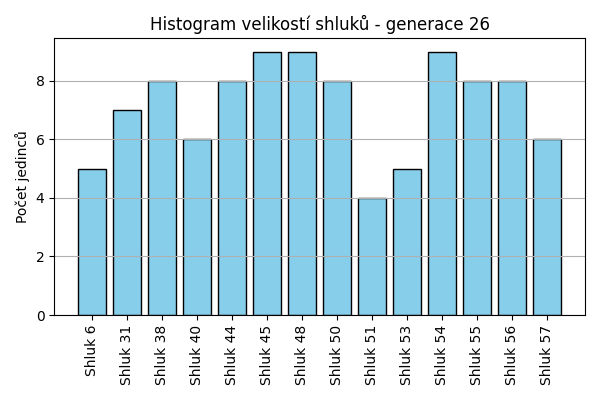 Histogram velikostí shluků - generace 26
Počet jedinců
8
6
4
2
0
Shluk 6
Shluk 31
Shluk 38
Shluk 40
Shluk 44
Shluk 45
Shluk 48
Shluk 50
Shluk 51
Shluk 53
Shluk 54
Shluk 55
Shluk 56
Shluk 57